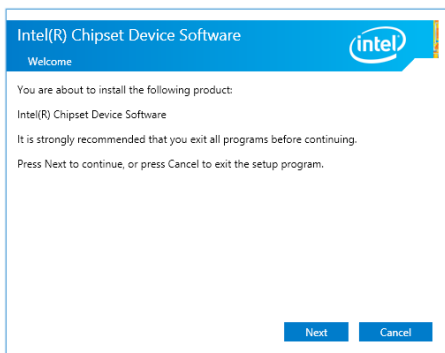 Intel(R) Chipset Device Software
intel
Welcome
You are about to install the following product:
Intel(R) Chipset Device Software
It is strongly recommended that you exit all programs before continuing.
Press Next to continue, or press Cancel to exit the setup program.
Next Cancel